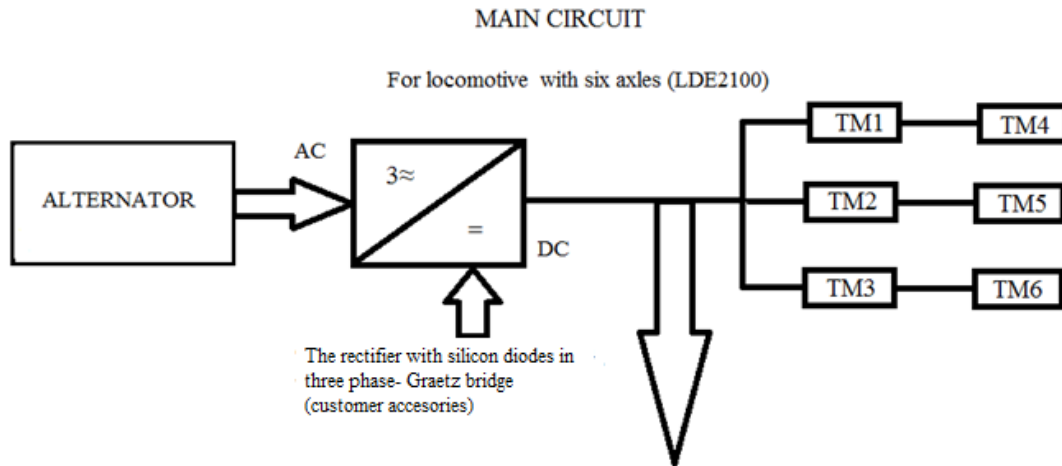 MAIN CIRCUIT
For locomotive with six axles (LDE2100)
ALTERNATOR
AC
3≈
=
DC
TM1
TM4
TM2
TM5
TM3
TM6
The rectifier with silicon diodes in
three phase- Graetz bridge
(customer accesories)